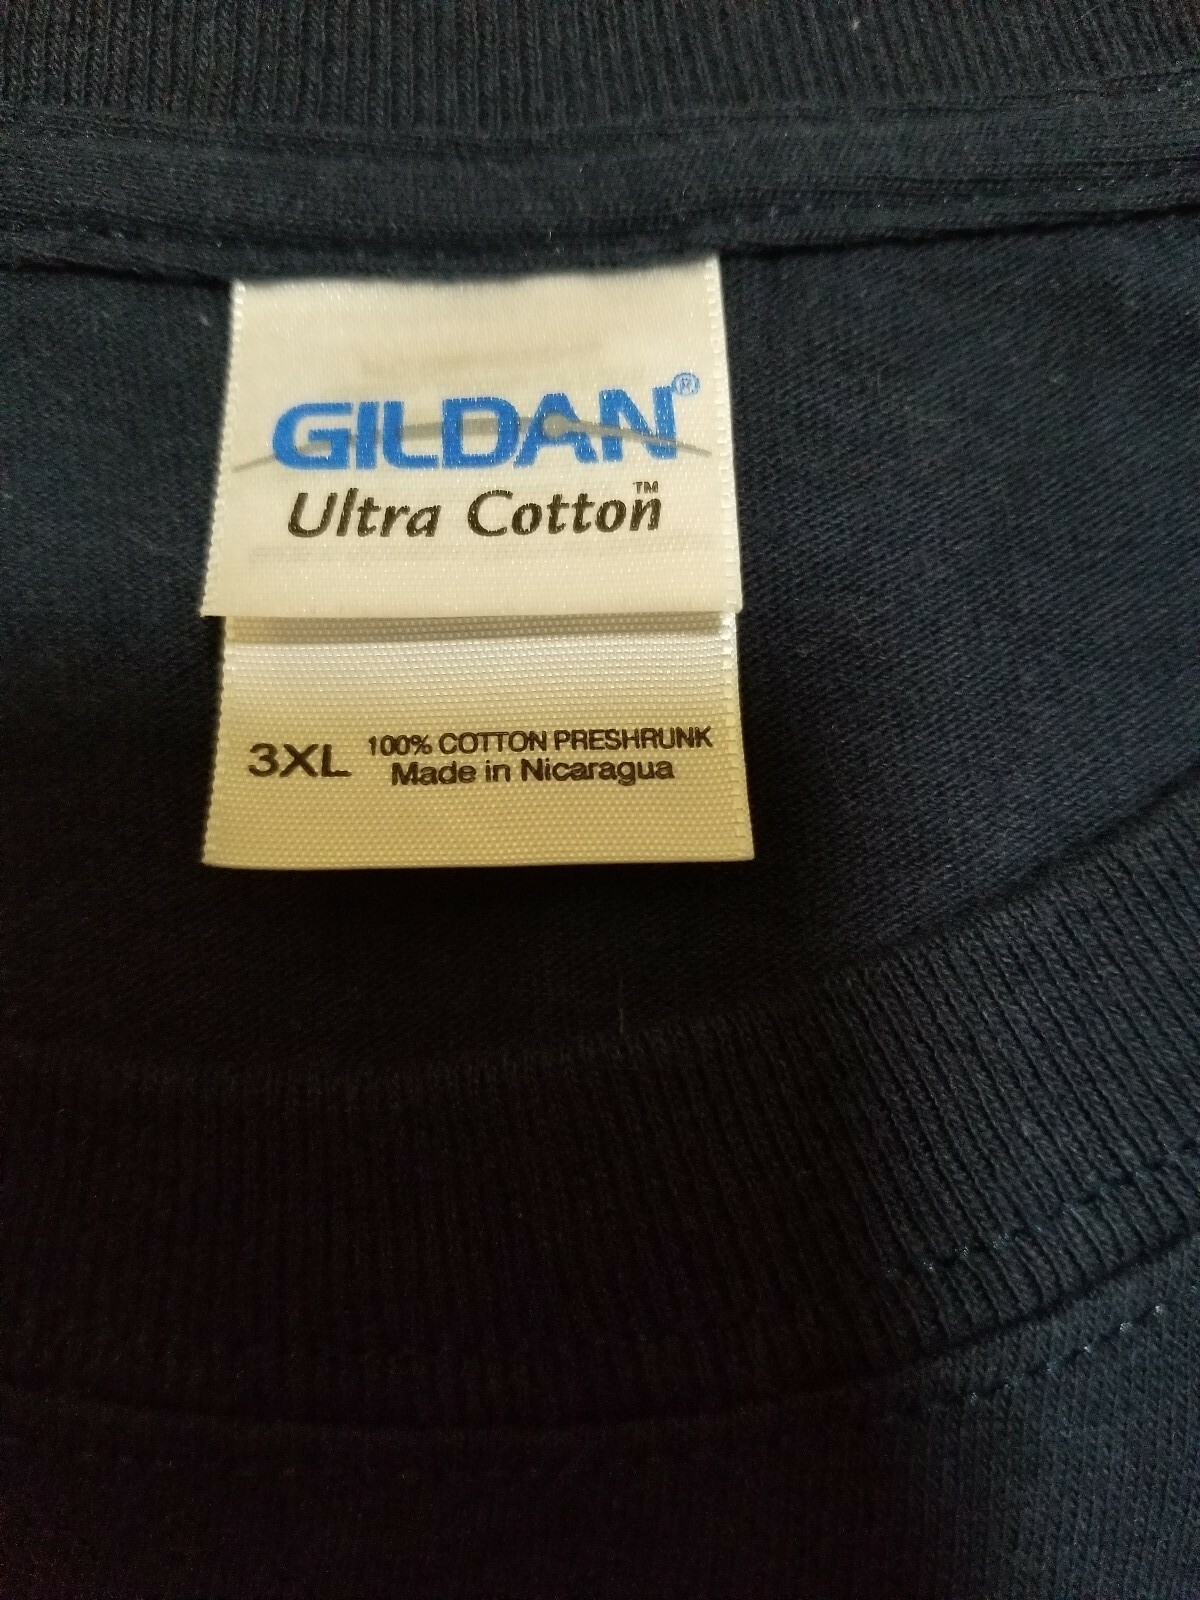 GILDAN®
Ultra Cotton™
3XL 100% COTTON PRESHRUNK
Made in Nicaragua